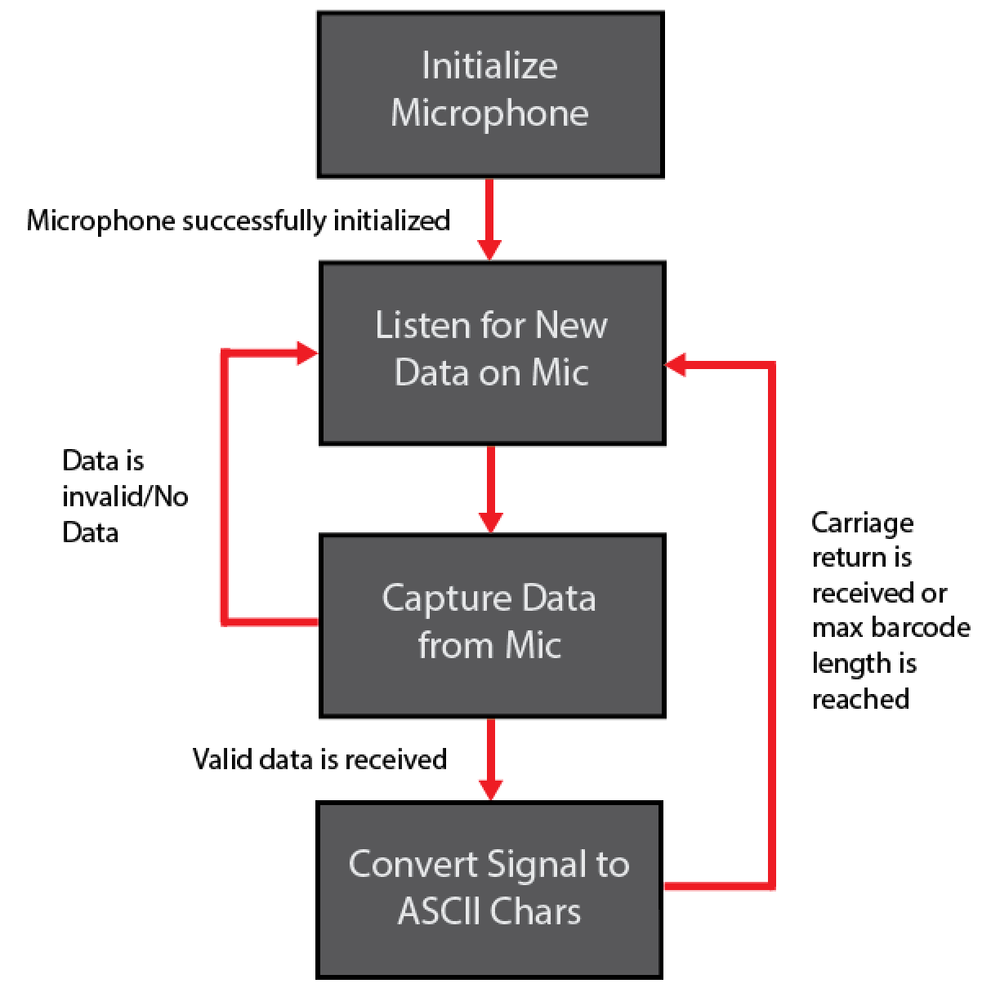 Initialize
Microphone
Microphone successfully initialized
Listen for New
Data on Mic
Data is
invalid/No
Data
Carriage
return is
received or
max barcode
length is
reached
Capture Data
from Mic
Valid data is received
Convert Signal to
ASCII Chars